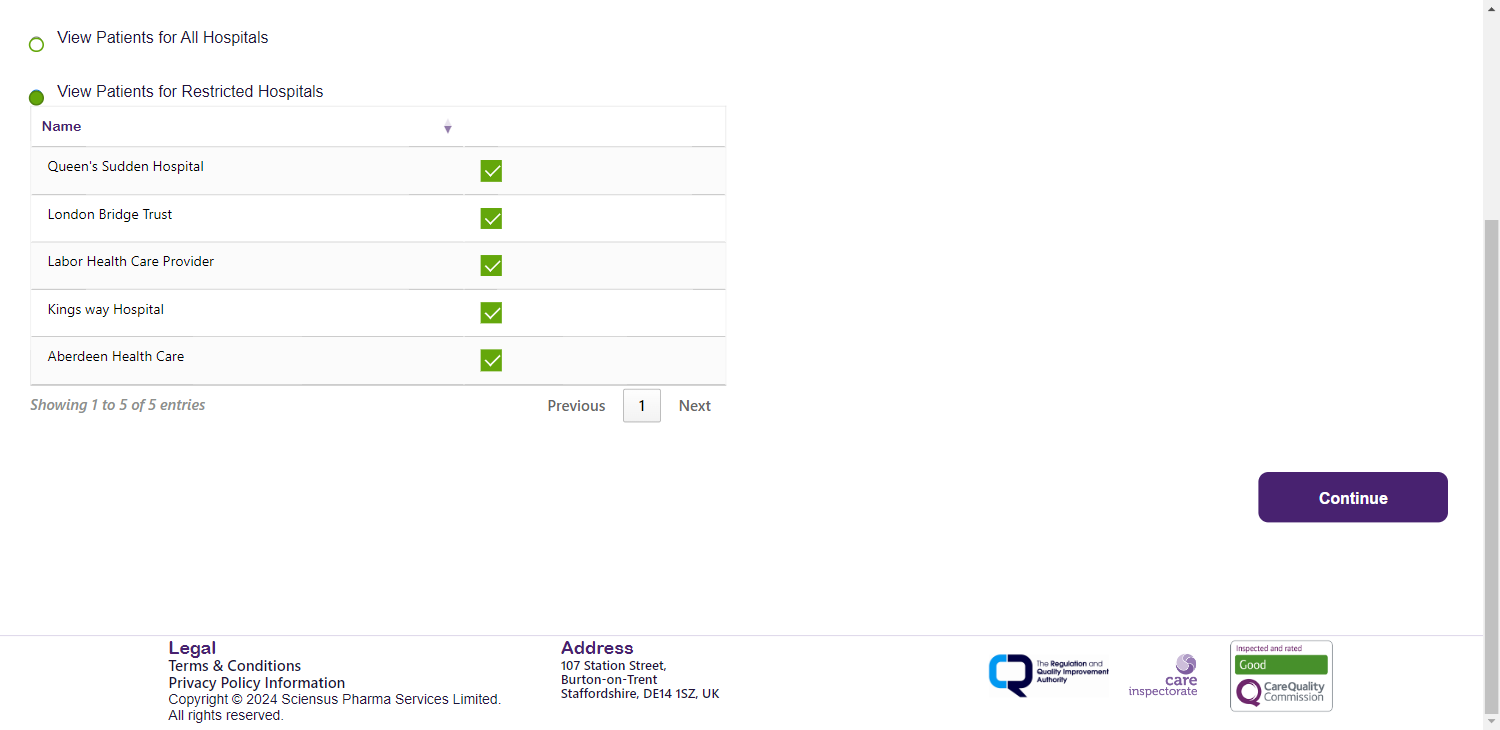 View Patients for All Hospitals
View Patients for Restricted Hospitals
Name
Queen's Sudden Hospital
London Bridge Trust
Labor Health Care Provider
Kings way Hospital
Aberdeen Health Care
Showing 1 to 5 of 5 entries
Previous 1 Next
Continue
Legal
Terms & Conditions
Privacy Policy Information
Copyright © 2024 Sciensus Pharma Services Limited.
All rights reserved.
Address
107 Station Street,
Burton-on-Trent
Staffordshire, DE14 1SZ, UK
The Regulation and
Quality Improvement
Authority
care
inspectorate
Inspected and rated
Good
CareQuality
Commission